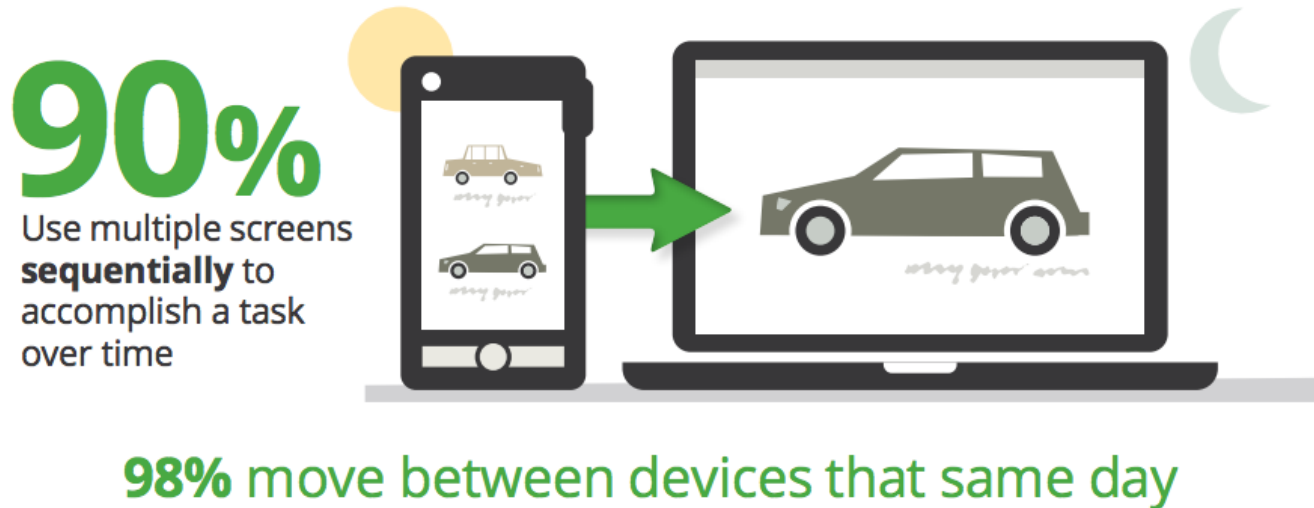 90%
Use multiple screens
sequentially to
accomplish a task
over time
98% move between devices that same day